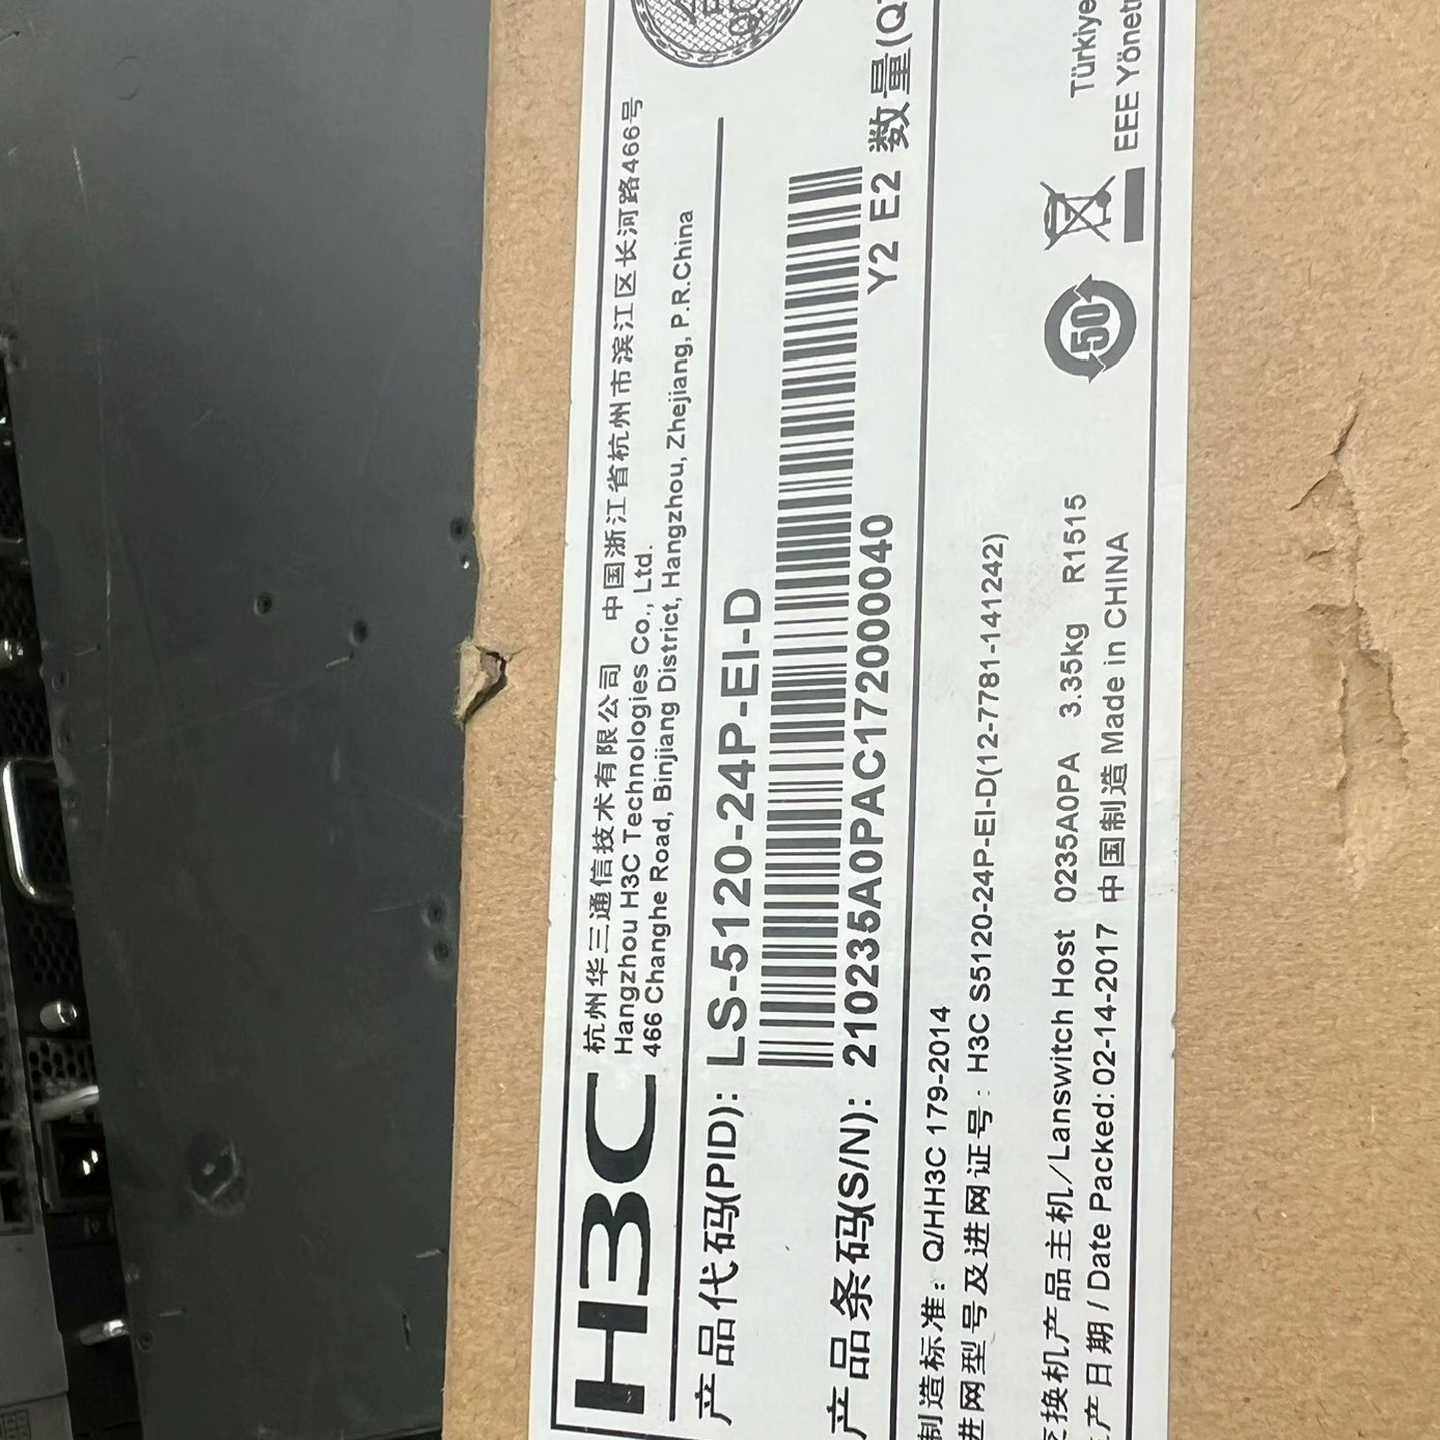 H3C
杭州华三通信技术有限公司 中国浙江省杭州市滨江区长河路466号
Hangzhou H3C Technologies Co., Ltd.
466 Changhe Road, Binjiang District, Hangzhou, Zhejiang, P.R.China
产品代码(PID): LS-5120-24P-EI-D
产品条码(S/N): 210235A0PAC172000040 Y2 E2 数量(Q
制造标准: Q/HH3C 179-2014
进网型号及进网证号: H3C S5120-24P-EI-D(12-7781-141242)
交换机产品主机/Lanswitch Host 0235A0PA 3.35kg R1515
生产日期 / Date Packed: 02-14-2017 中国制造 Made in CHINA
50
Türkiye
EEE Yönet